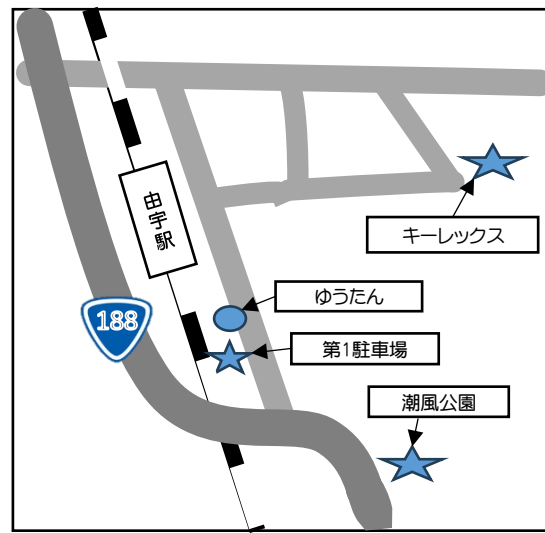 由宇駅
キーレックス
ゆうたん
188
第1駐車場
潮風公園